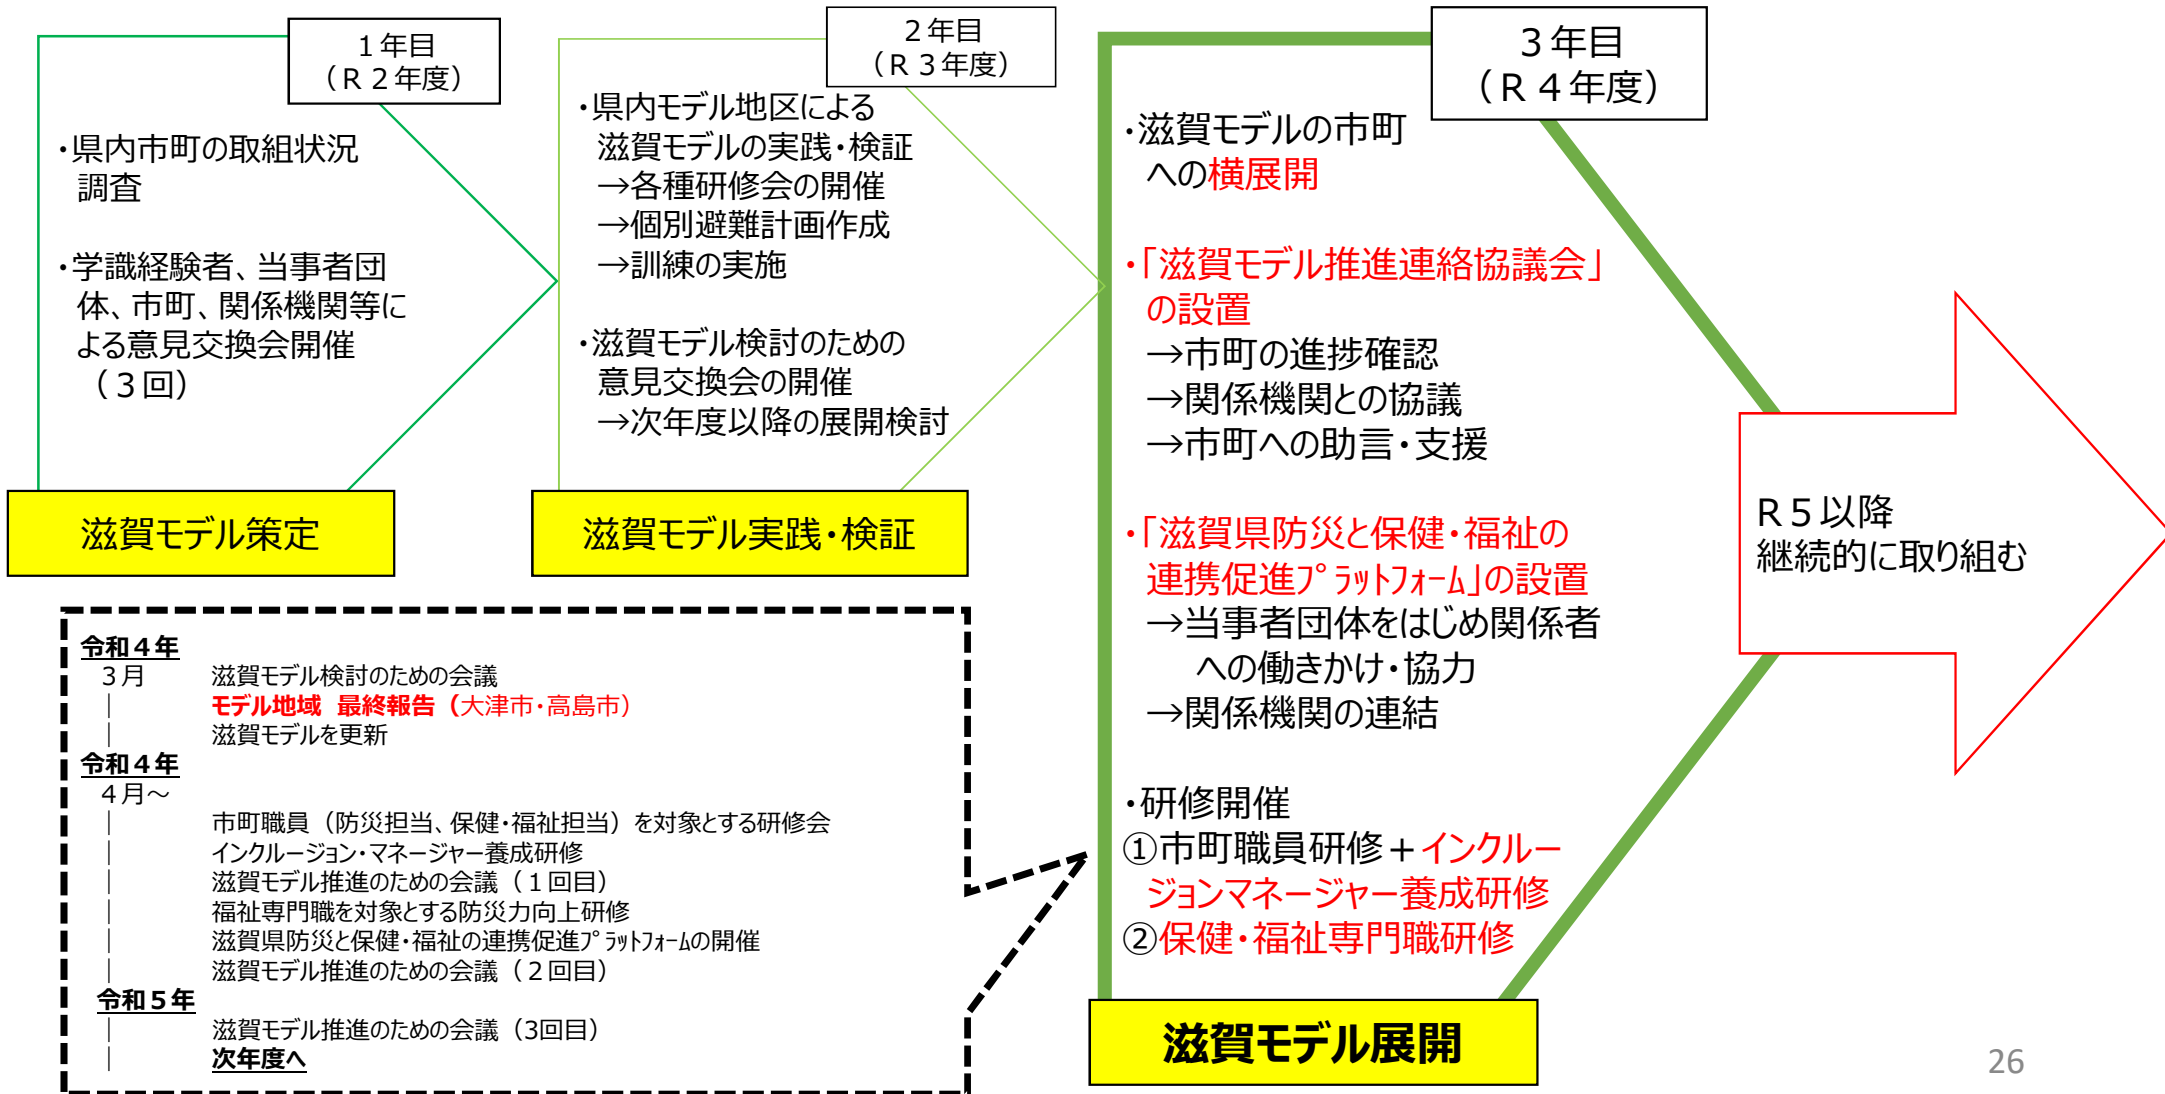 １年目
（Ｒ２年度）
・県内市町の取組状況
調査
・学識経験者、当事者団
体、市町、関係機関等に
よる意見交換会開催
（３回）
滋賀モデル策定
２年目
（Ｒ３年度）
・県内モデル地区による
滋賀モデルの実践・検証
→各種研修会の開催
→個別避難計画作成
→訓練の実施
・滋賀モデル検討のための
意見交換会の開催
→次年度以降の展開検討
滋賀モデル実践・検証
３年目
（Ｒ４年度）
・滋賀モデルの市町
への横展開
・「滋賀モデル推進連絡協議会」
の設置
→市町の進捗確認
→関係機関との協議
→市町への助言・支援
・「滋賀県防災と保健・福祉の
連携促進ﾌﾟﾗｯﾄﾌｫｰﾑ」の設置
→当事者団体をはじめ関係者
への働きかけ・協力
→関係機関の連結
・研修開催
①市町職員研修＋インクルー
ジョンマネージャー養成研修
②保健・福祉専門職研修
滋賀モデル展開
Ｒ５以降
継続的に取り組む
令和４年
３月　滋賀モデル検討のための会議
｜　モデル地域　最終報告（大津市・高島市）
｜　滋賀モデルを更新
令和４年
４月～
｜　市町職員（防災担当、保健・福祉担当）を対象とする研修会
｜　インクルージョン・マネージャー養成研修
｜　滋賀モデル推進のための会議（１回目）
｜　福祉専門職を対象とする防災力向上研修
｜　滋賀県防災と保健・福祉の連携促進ﾌﾟﾗｯﾄﾌｫｰﾑの開催
｜　滋賀モデル推進のための会議（２回目）
令和５年
｜　滋賀モデル推進のための会議（3回目）
｜　次年度へ
26